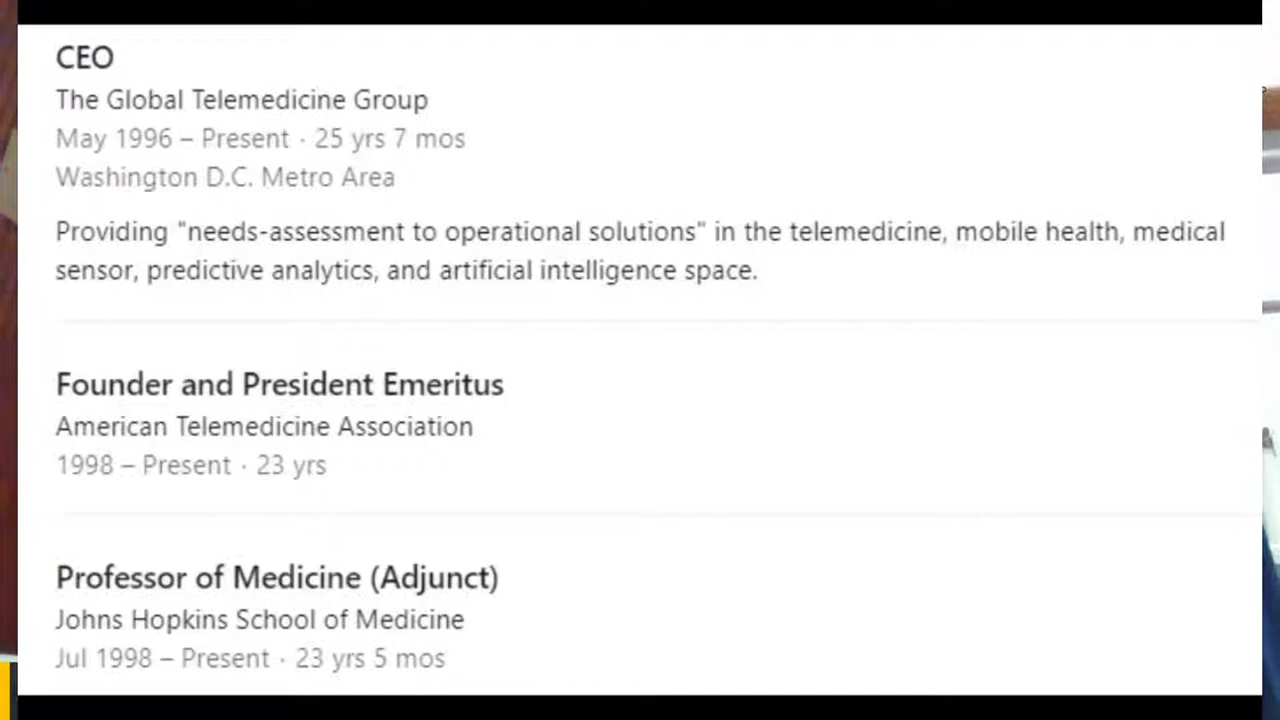 CEO
The Global Telemedicine Group
May 1996 – Present · 25 yrs 7 mos
Washington D.C. Metro Area
Providing "needs-assessment to operational solutions" in the telemedicine, mobile health, medical
sensor, predictive analytics, and artificial intelligence space.
Founder and President Emeritus
American Telemedicine Association
1998 – Present · 23 yrs
Professor of Medicine (Adjunct)
Johns Hopkins School of Medicine
Jul 1998 – Present · 23 yrs 5 mos